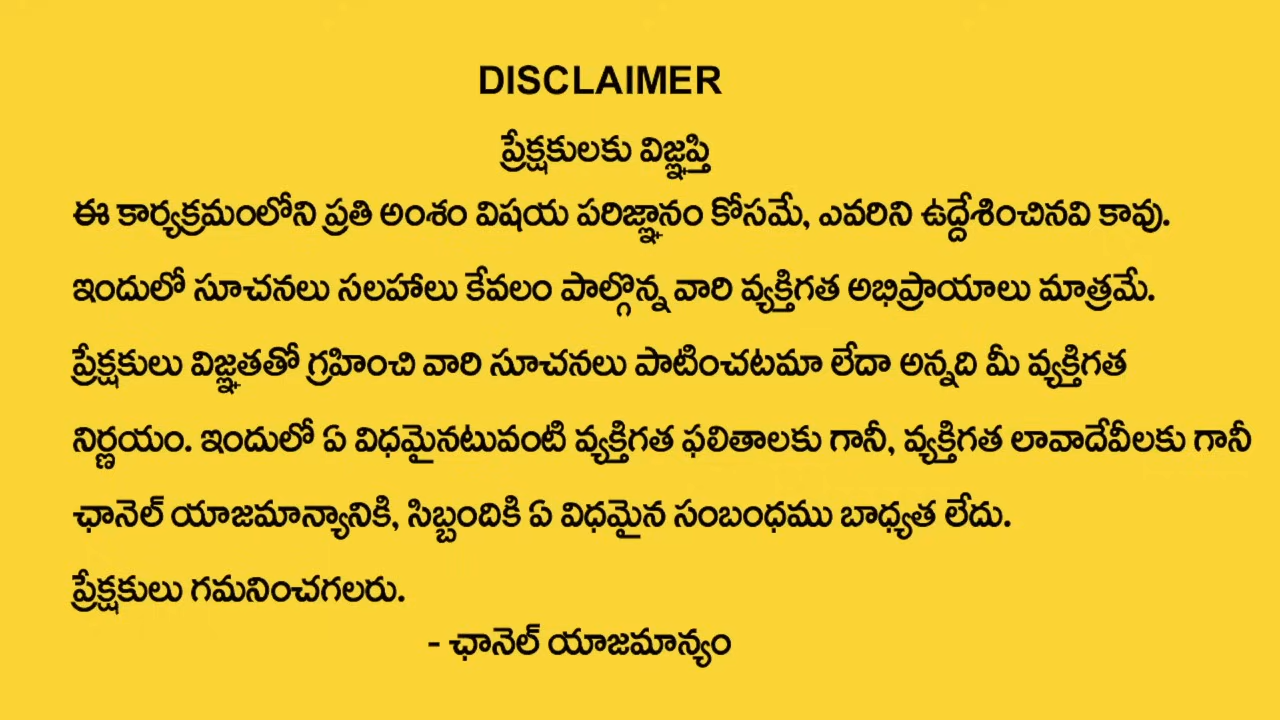 DISCLAIMER
ప్రేక్షకులకు విజ్ఞప్తి
ఈ కార్యక్రమంలోని ప్రతి అంశం విషయ పరిజ్ఞానం కోసమే, ఎవరిని ఉద్దేశించినవి కావు.
ఇందులో సూచనలు సలహాలు కేవలం పాల్గొన్న వారి వ్యక్తిగత అభిప్రాయాలు మాత్రమే.
ప్రేక్షకులు విజ్ఞతతో గ్రహించి వారి సూచనలు పాటించటమా లేదా అన్నది మీ వ్యక్తిగత
నిర్ణయం. ఇందులో ఏ విధమైనటువంటి వ్యక్తిగత ఫలితాలకు గానీ, వ్యక్తిగత లావాదేవీలకు గానీ
ఛానెల్ యాజమాన్యానికి, సిబ్బందికి ఏ విధమైన సంబంధము బాధ్యత లేదు.
ప్రేక్షకులు గమనించగలరు.
- ఛానెల్ యాజమాన్యం